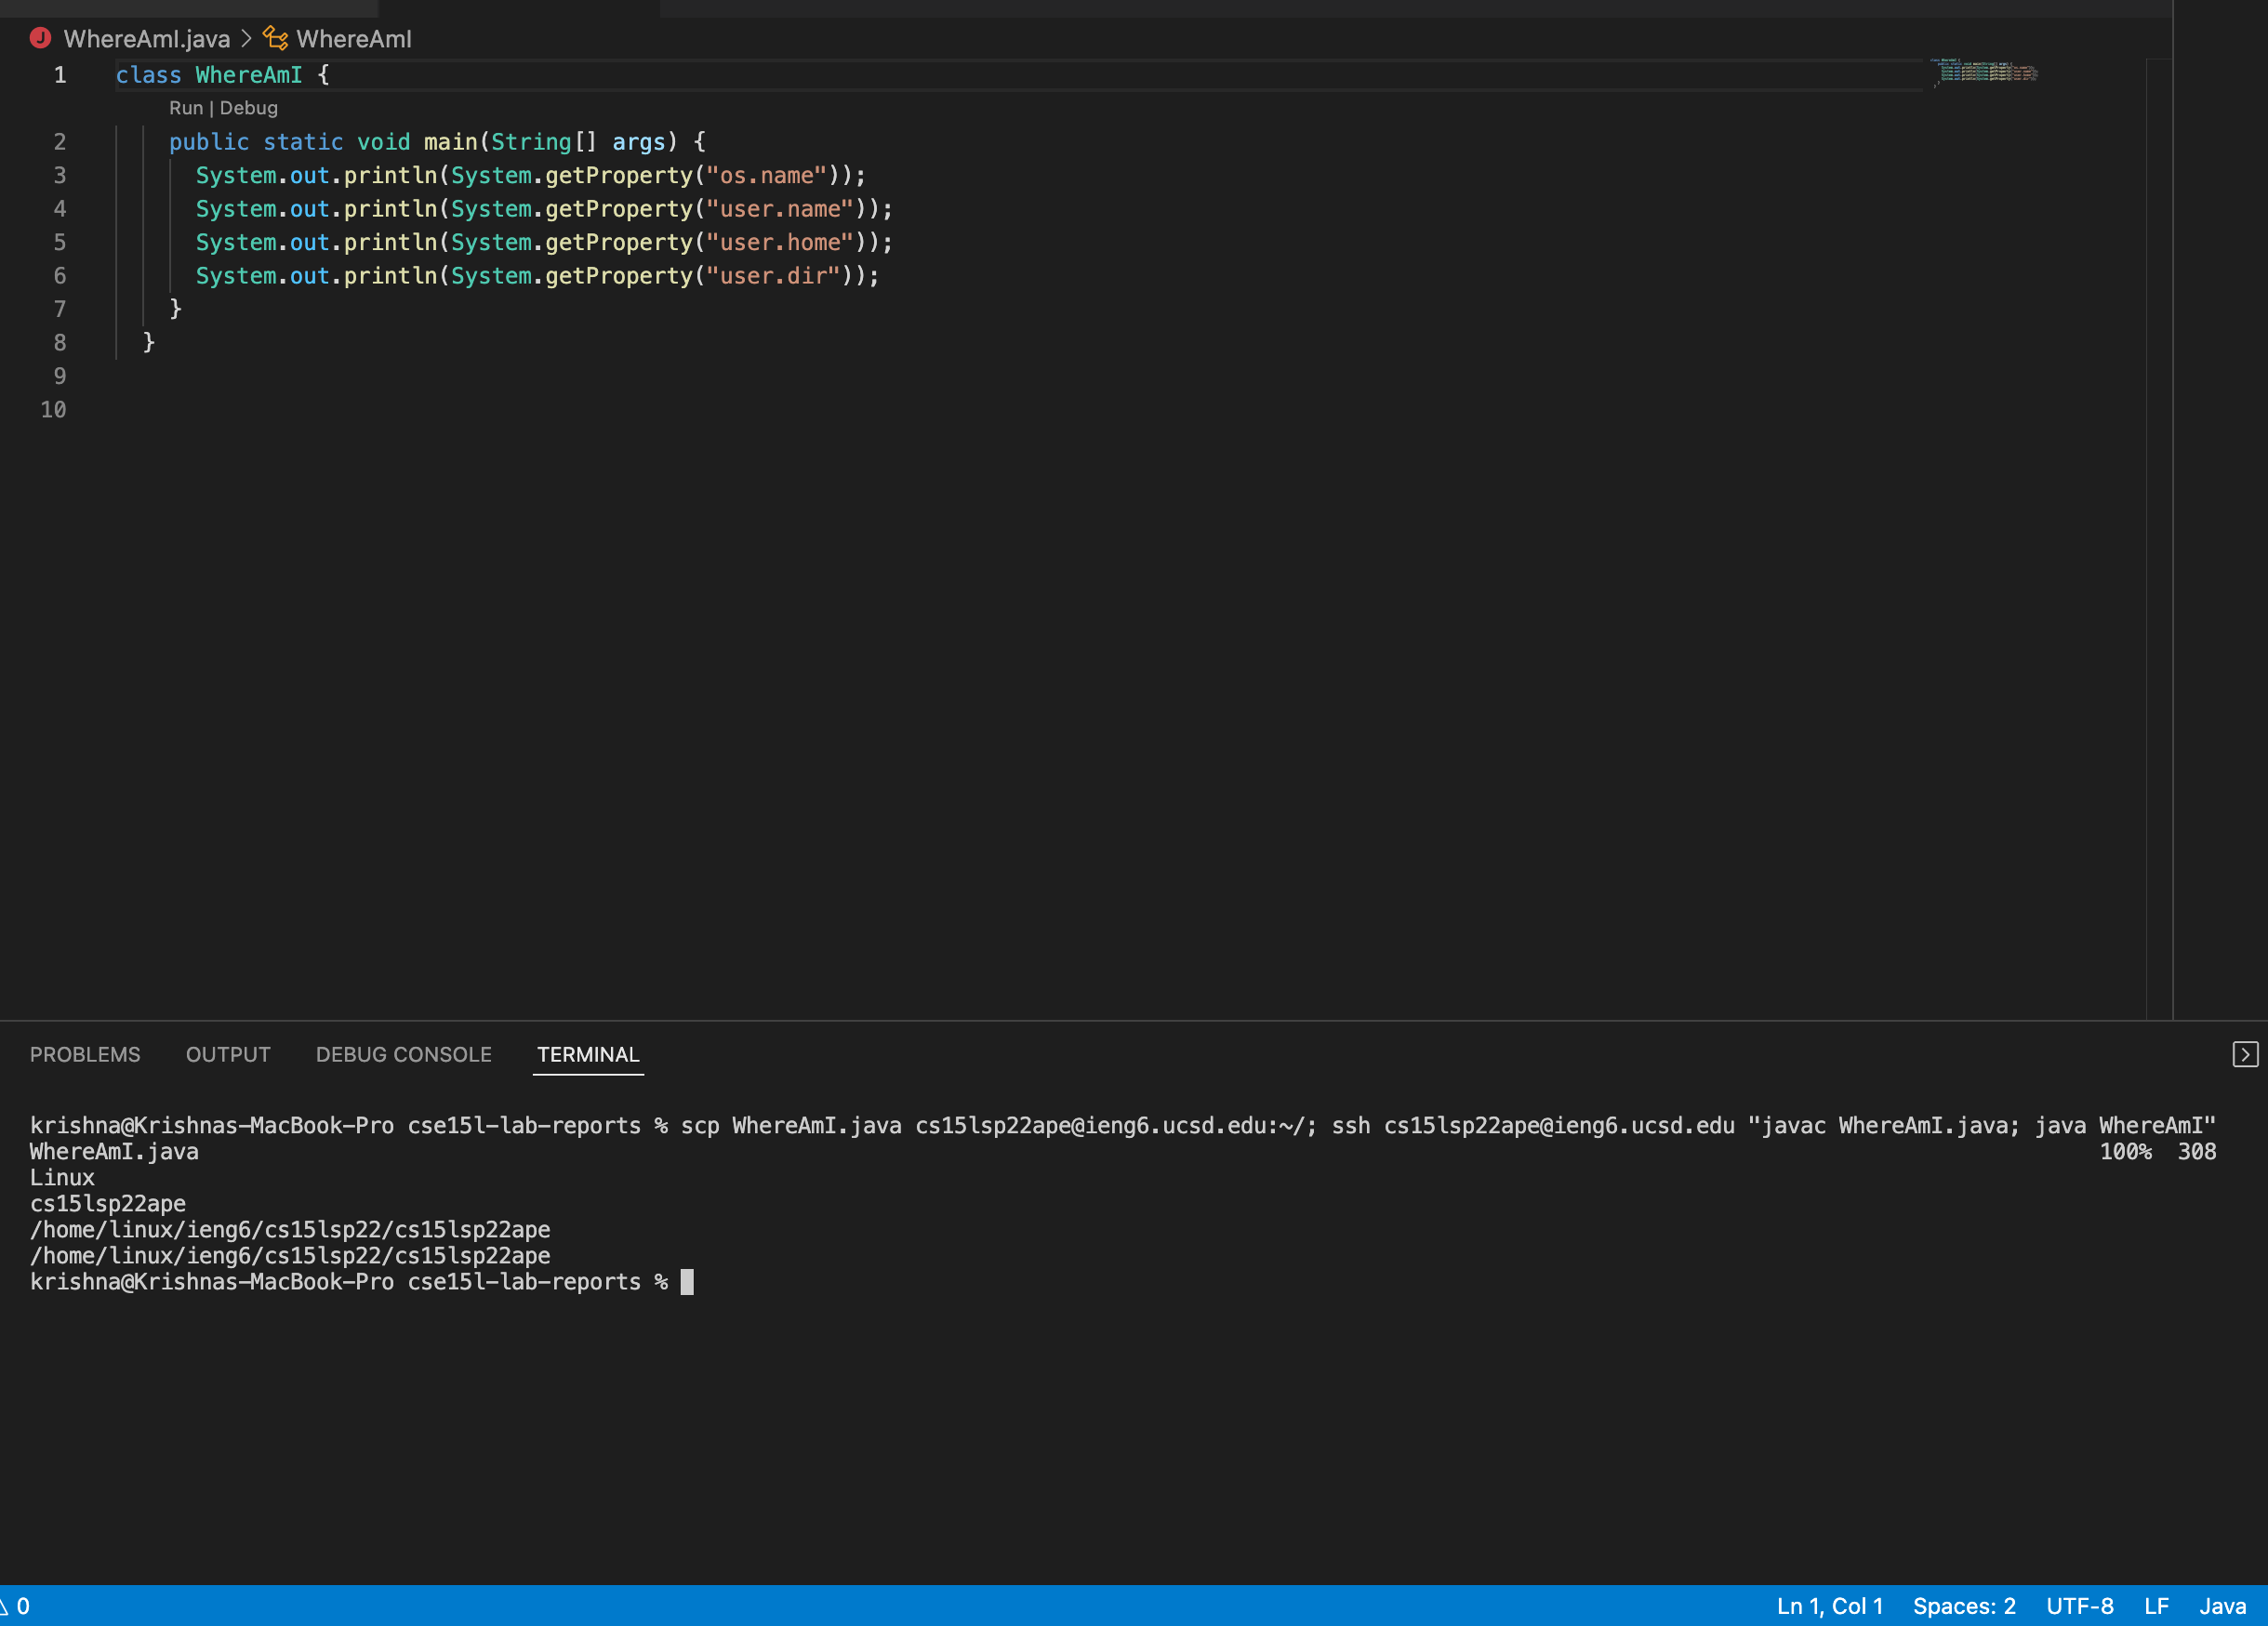 WhereAmI.java > WhereAmI
1 class WhereAmI {
Run | Debug
2 public static void main(String[] args) {
3 System.out.println(System.getProperty("os.name"));
4 System.out.println(System.getProperty("user.name"));
5 System.out.println(System.getProperty("user.home"));
6 System.out.println(System.getProperty("user.dir"));
7 }
8 }
9
10
PROBLEMS OUTPUT DEBUG CONSOLE TERMINAL
krishna@Krishnas-MacBook-Pro cse15l-lab-reports % scp WhereAmI.java cs15lsp22ape@ieng6.ucsd.edu:~/; ssh cs15lsp22ape@ieng6.ucsd.edu "javac WhereAmI.java; java WhereAmI"
WhereAmI.java 100% 308
Linux
cs15lsp22ape
/home/linux/ieng6/cs15lsp22/cs15lsp22ape
/home/linux/ieng6/cs15lsp22/cs15lsp22ape
krishna@Krishnas-MacBook-Pro cse15l-lab-reports %
0 Ln 1, Col 1 Spaces: 2 UTF-8 LF Java